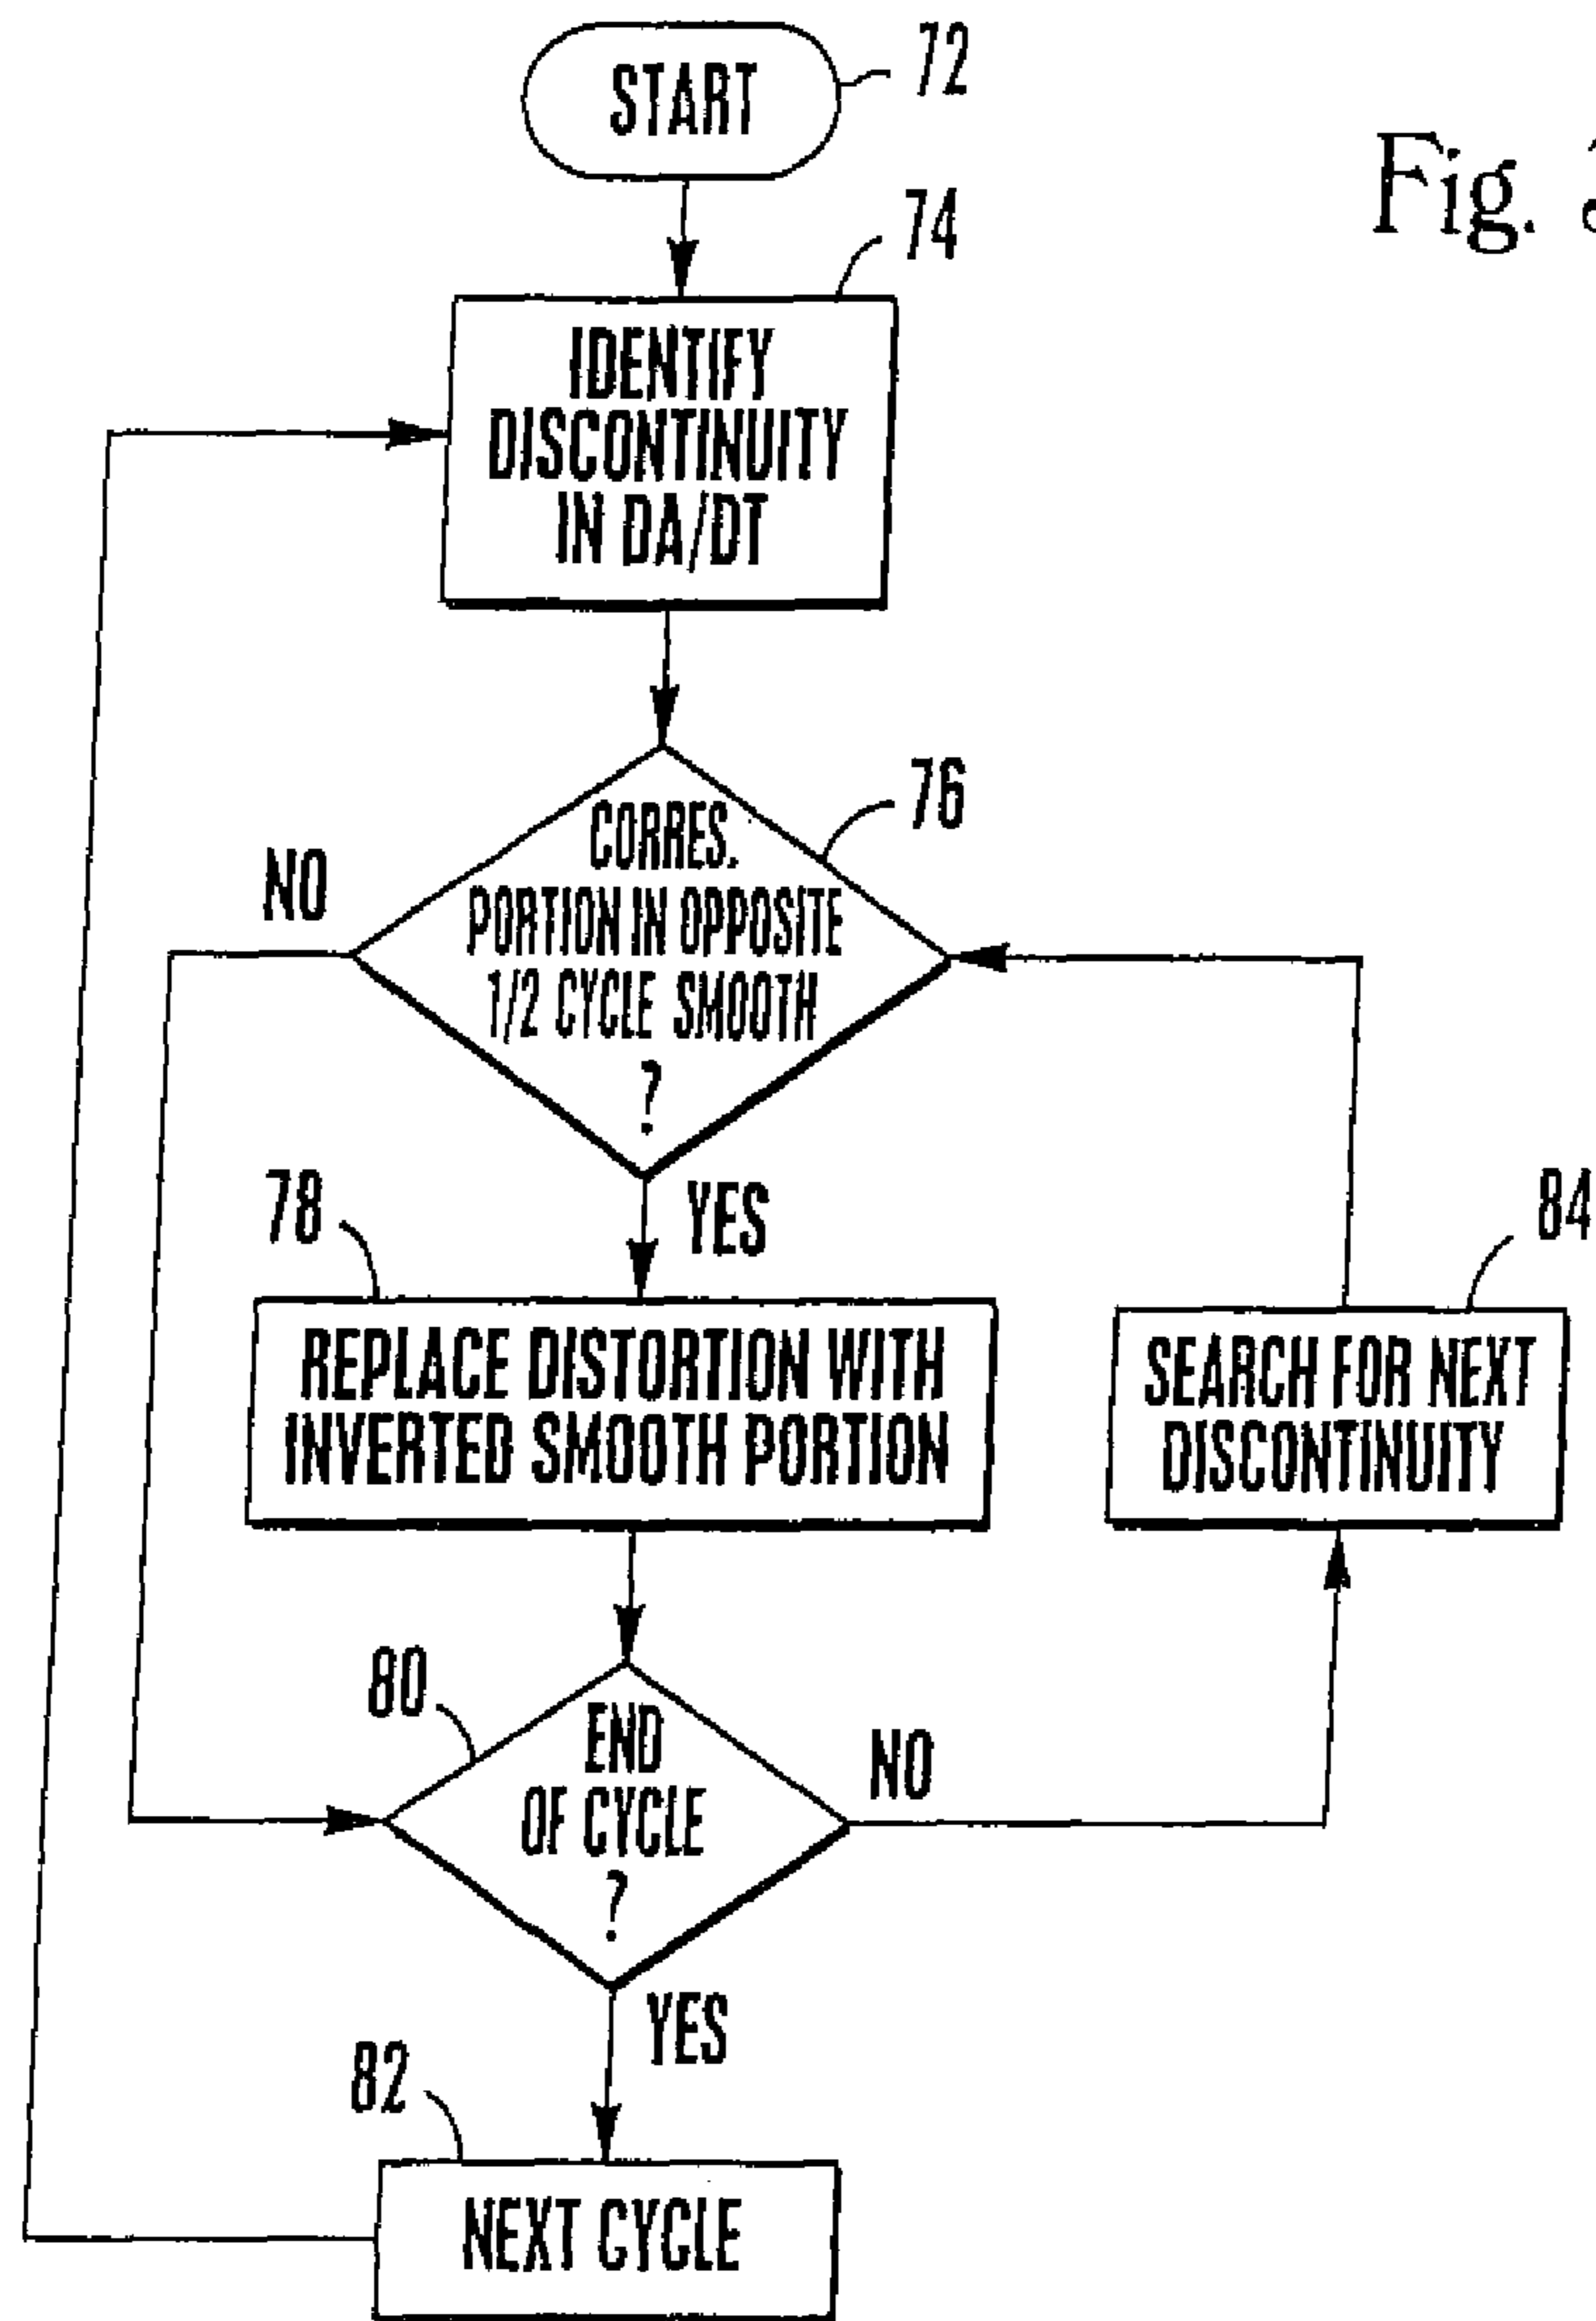 START
72
Fig.
74
IDENTIFY
DISCONTINUITY
IN DA/DT
76
NO
CORRES.
PORTION IN OPPOSITE
1/2 CYCLE SMOOTH
?
YES
78
84
REPLACE DISTORTION WITH
INVERTED SMOOTH PORTION
SEARCH FOR NEXT
DISCONTINUITY
80
END
OF CYCLE
?
NO
YES
82
NEXT CYCLE